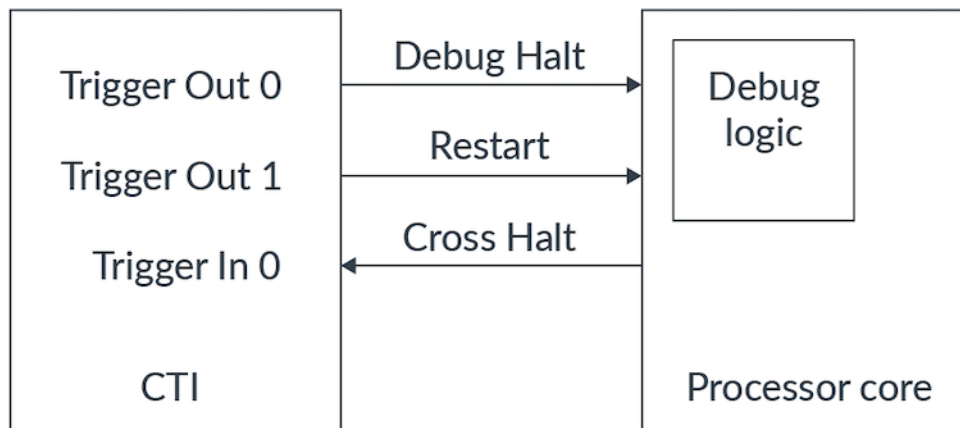 Trigger Out 0
Debug Halt
Debug
logic
Trigger Out 1
Restart
Trigger In 0
Cross Halt
CTI
Processor core